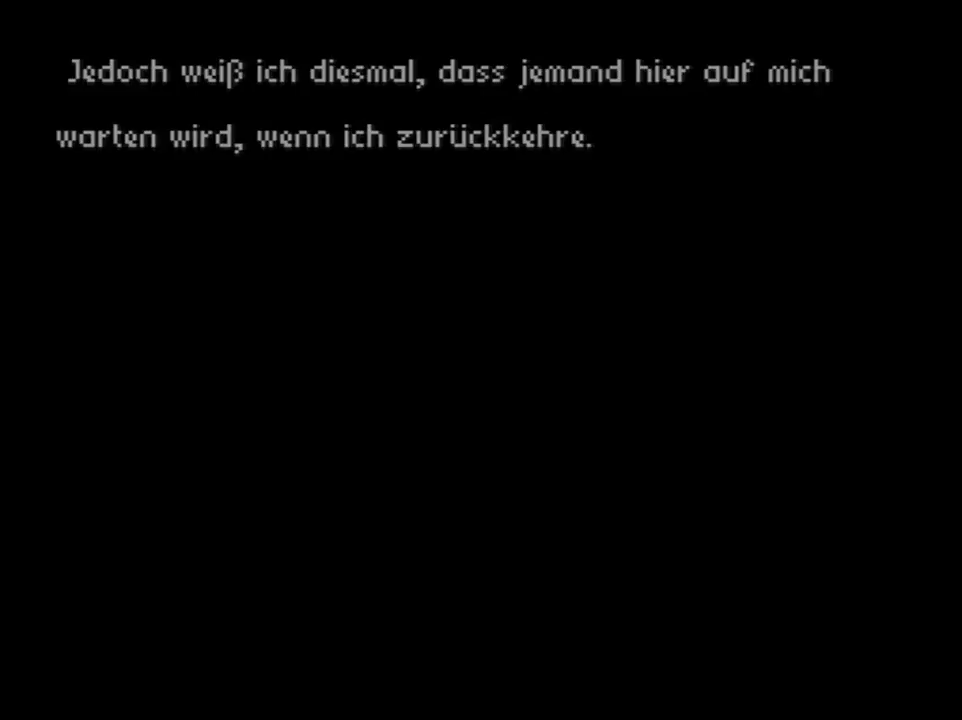 Jedoch weiß ich diesmal, dass jemand hier auf mich
warten wird, wenn ich zurückkehre.